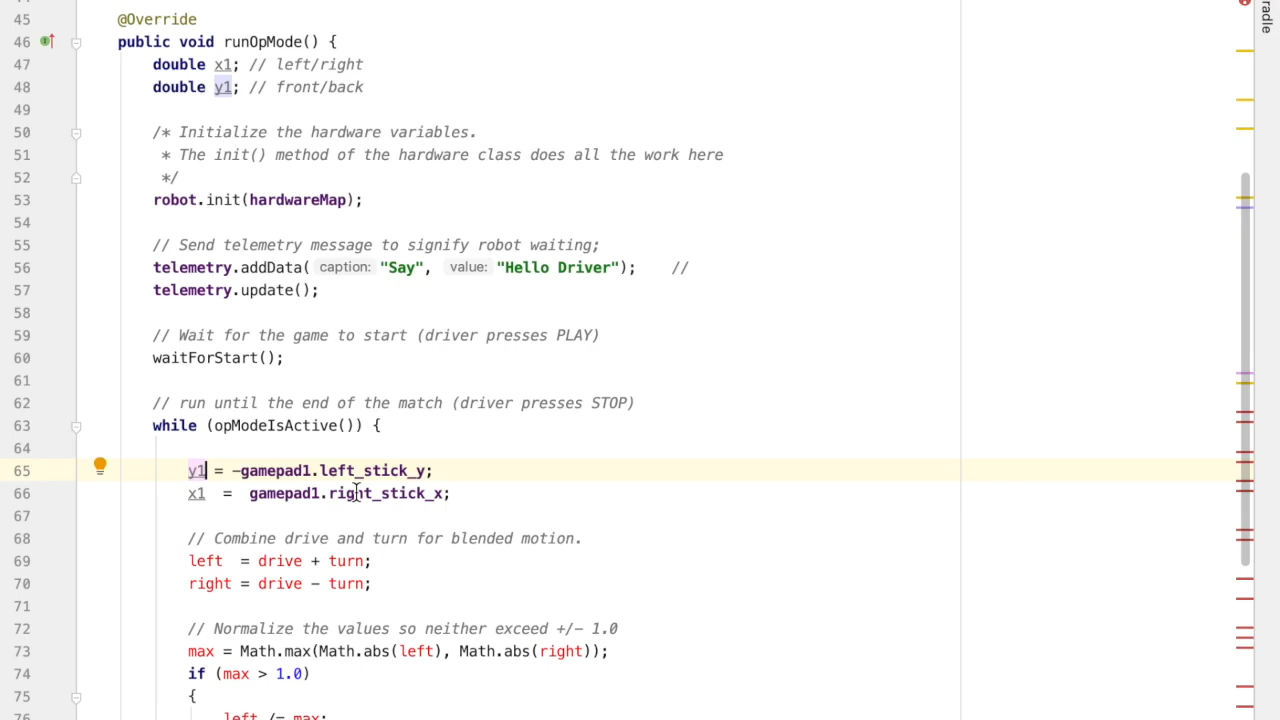 45 @Override
46 public void runOpMode() {
47 double x1; // left/right
48 double y1; // front/back
49
50 /* Initialize the hardware variables.
51 * The init() method of the hardware class does all the work here
52 */
53 robot.init(hardwareMap);
54
55 // Send telemetry message to signify robot waiting;
56 telemetry.addData( caption: "Say", value: "Hello Driver"); //
57 telemetry.update();
58
59 // Wait for the game to start (driver presses PLAY)
60 waitForStart();
61
62 // run until the end of the match (driver presses STOP)
63 while (opModeIsActive()) {
64
65 y1 = -gamepad1.left_stick_y;
66 x1 = gamepad1.right_stick_x;
67
68 // Combine drive and turn for blended motion.
69 left = drive + turn;
70 right = drive - turn;
71
72 // Normalize the values so neither exceed +/- 1.0
73 max = Math.max(Math.abs(left), Math.abs(right));
74 if (max > 1.0)
75 {
76 left /= max;
radle